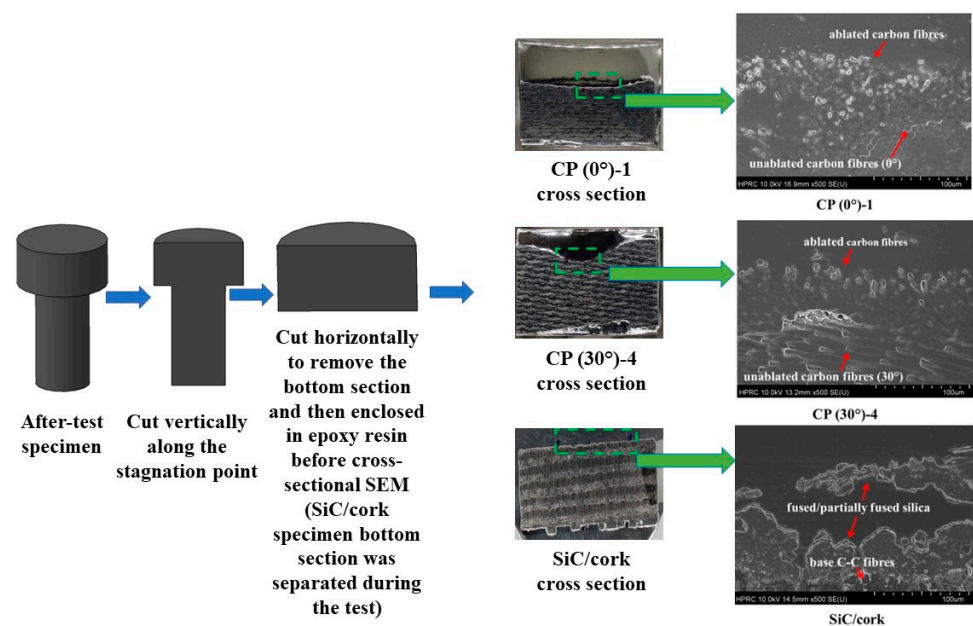 After-test
specimen
Cut vertically
along the
stagnation point
Cut horizontally
to remove the
bottom section
and then enclosed
in epoxy resin
before cross-
sectional SEM
(SiC/cork
specimen bottom
section was
separated during
the test)
CP (0°)-1
cross section
ablated carbon fibres
unablated carbon fibres (0°)
HPRC 10.0kV 16.9mm x500 SE(U)
100um
CP (0°)-1
CP (30°)-4
cross section
ablated carbon fibres
unablated carbon fibres (30°)
HPRC 10.0kV 13.2mm x500 SE(U)
100um
CP (30°)-4
SiC/cork
cross section
fused/partially fused silica
base C-C fibres
HPRC 10.0kV 14.5mm x500 SE(U)
100um
SiC/cork